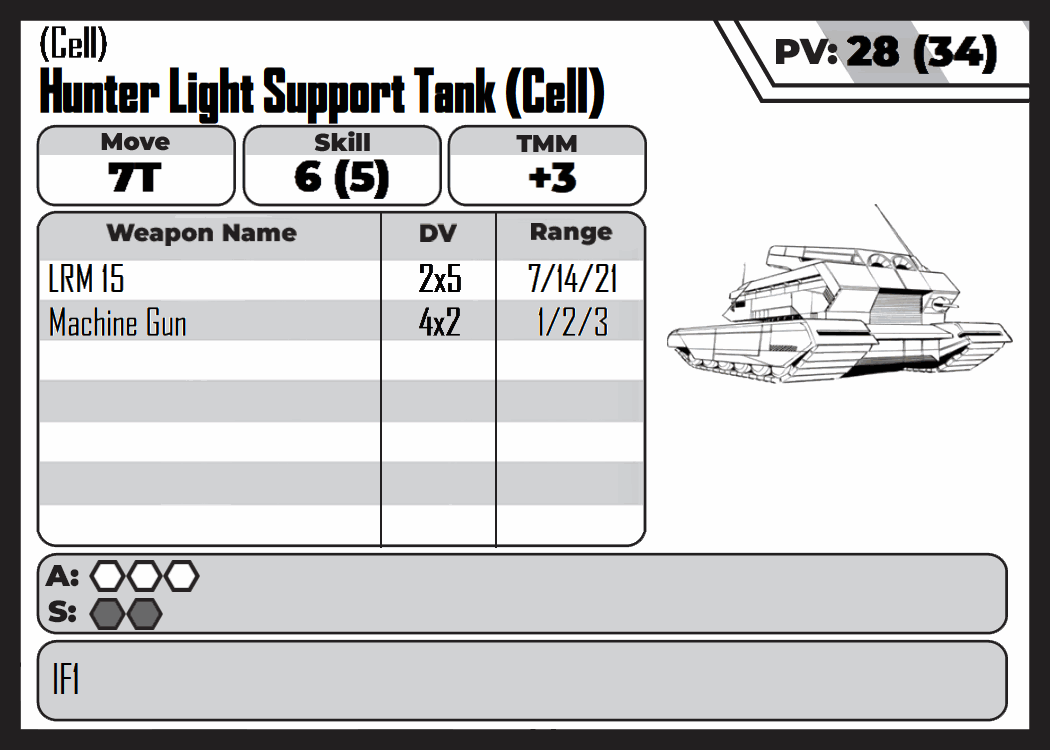 (Cell)
Hunter Light Support Tank (Cell)
PV: 28 (34)
Move Skill TMM
7T 6 (5) +3
Weapon Name DV Range
LRM 15 2x5 7/14/21
Machine Gun 4x2 1/2/3
A:
S:
IF1